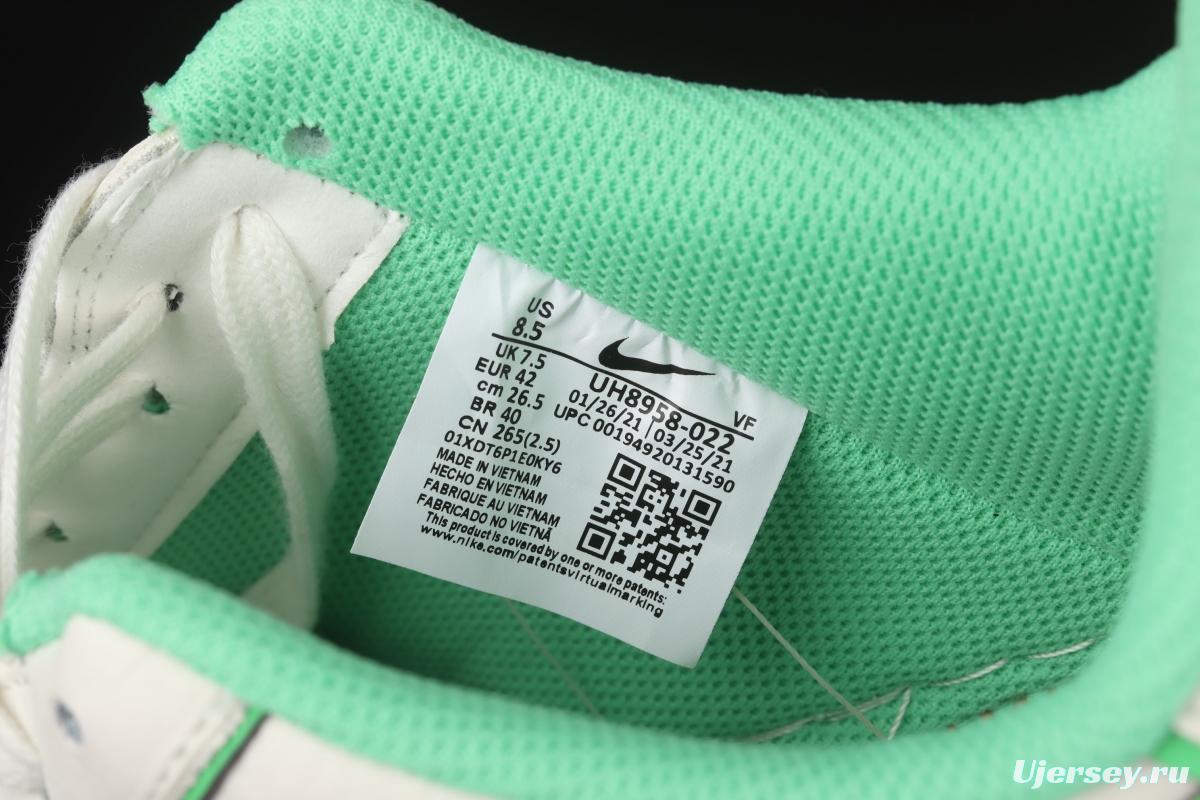 US
8.5
UK 7.5
EUR 42
cm 26.5
BR 40
CN 265(2.5)
01XDT6P1E0KY6
MADE IN VIETNAM
HECHO EN VIETNAM
FABRIQUE AU VIETNAM
FABRICADO NO VIETNÃ
This product is covered by one or more patents:
www.nike.com/patentsvirtualmarking
VF
UH8958-022
01/26/21 | 03/25/21
UPC 00194920131590
Ujersey.ru